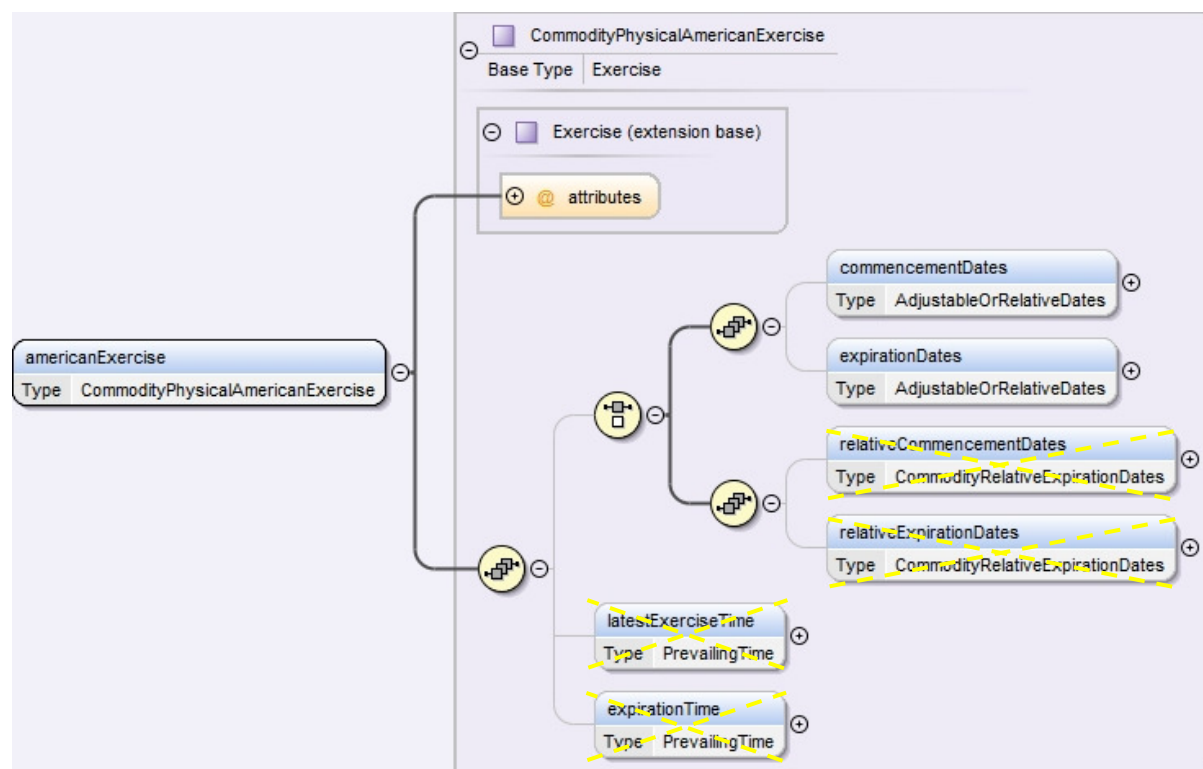 CommodityPhysicalAmericanExercise
Base Type Exercise
Exercise (extension base)
@ attributes
commencementDates
Type AdjustableOrRelativeDates
expirationDates
Type AdjustableOrRelativeDates
americanExercise
Type CommodityPhysicalAmericanExercise
relativeCommencementDates
Type CommodityRelativeExpirationDates
relativeExpirationDates
Type CommodityRelativeExpirationDates
latestExerciseTime
Type PrevailingTime
expirationTime
Type PrevailingTime